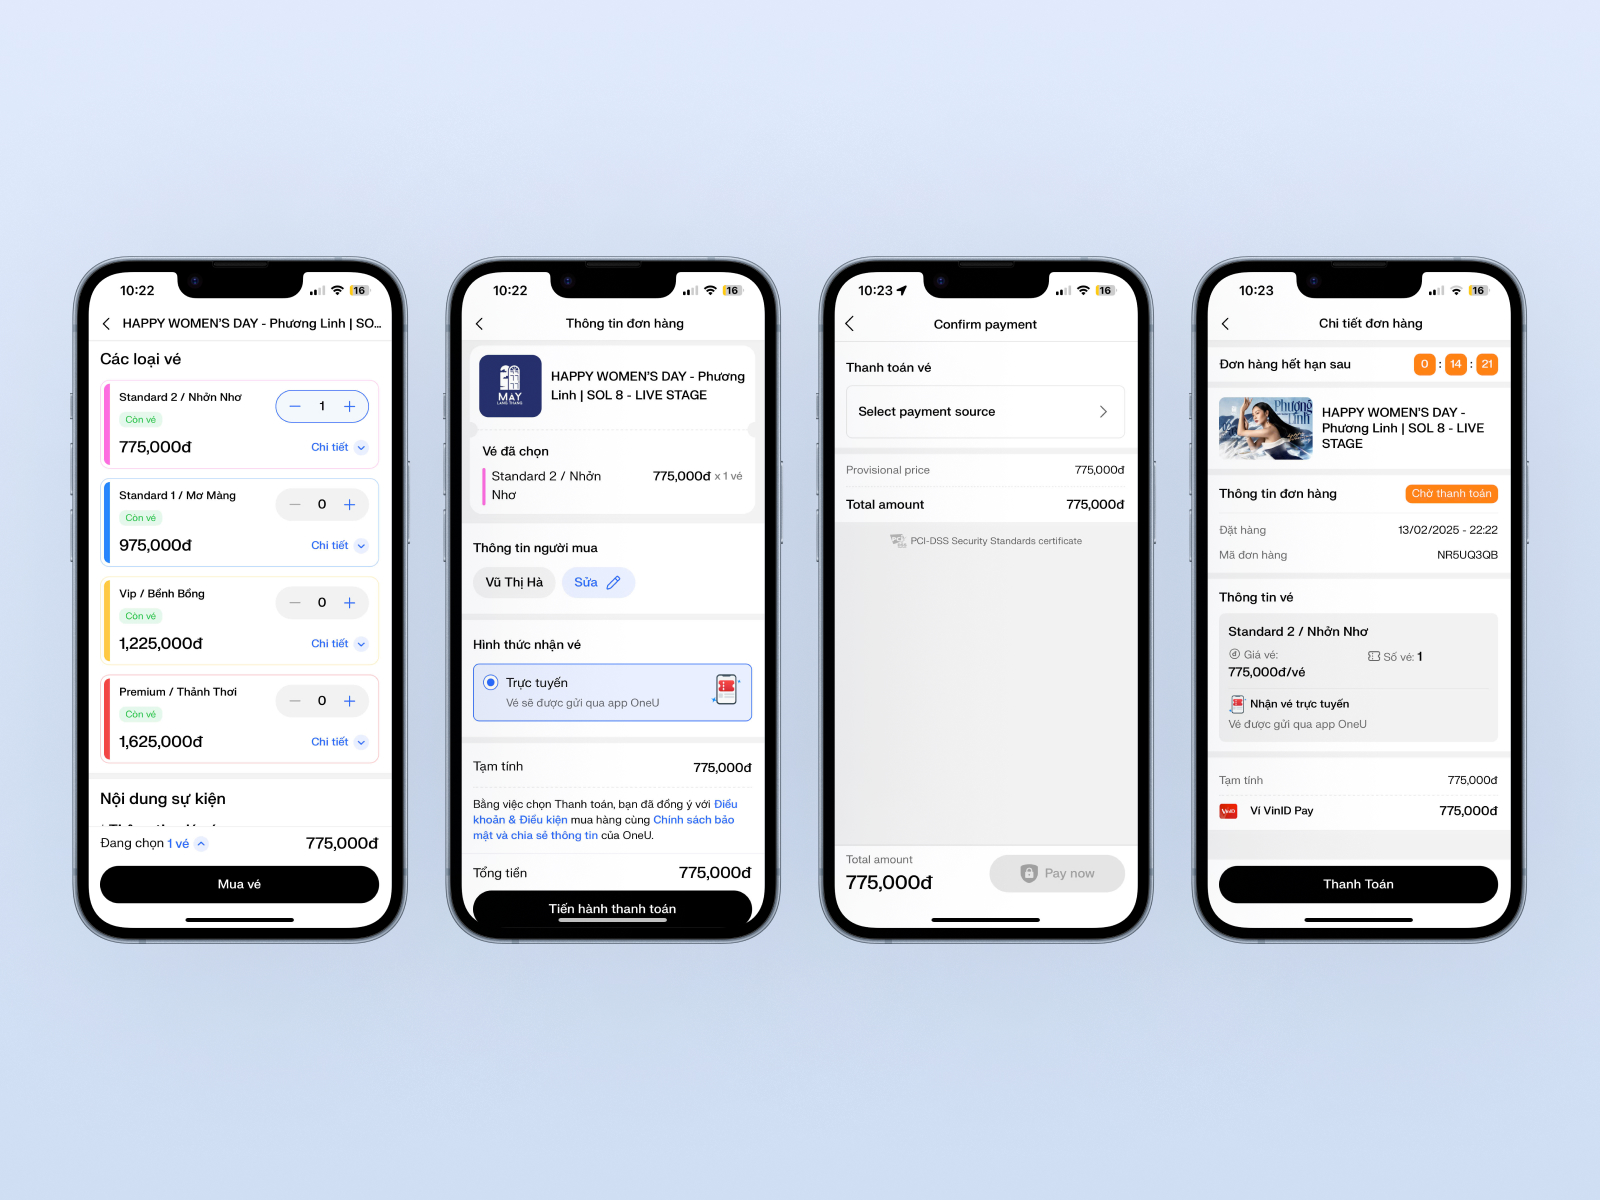 10:22
16
HAPPY WOMEN'S DAY - Phương Linh | SO...
Các loại vé
Standard 2 / Nhởn Nhơ
1
Còn vé
775,000đ
Chi tiết
Standard 1 / Mơ Màng
0
Còn vé
975,000đ
Chi tiết
Vip / Bềnh Bồng
0
Còn vé
1,225,000đ
Chi tiết
Premium / Thảnh Thơi
0
Còn vé
1,625,000đ
Chi tiết
Nội dung sự kiện
Đang chọn 1 vé
775,000đ
Mua vé
10:22
16
Thông tin đơn hàng
MAY
LANG THANG
HAPPY WOMEN'S DAY - Phương
Linh | SOL 8 - LIVE STAGE
Vé đã chọn
Standard 2 / Nhởn
Nhơ
775,000đ x 1 vé
Thông tin người mua
Vũ Thị Hà
Sửa
Hình thức nhận vé
Trực tuyến
Vé sẽ được gửi qua app OneU
Tạm tính
775,000đ
Bằng việc chọn Thanh toán, bạn đã đồng ý với Điều
khoản & Điều kiện mua hàng cùng Chính sách bảo
mật và chia sẻ thông tin của OneU.
Tổng tiền
775,000đ
Tiến hành thanh toán
10:23
16
Confirm payment
Thanh toán vé
Select payment source
Provisional price
775,000đ
Total amount
775,000đ
PCI-DSS Security Standards certificate
Total amount
775,000đ
Pay now
10:23
16
Chi tiết đơn hàng
Đơn hàng hết hạn sau
0 : 14 : 21
Phương
Linh
HAPPY WOMEN'S DAY -
Phương Linh | SOL 8 - LIVE
STAGE
Thông tin đơn hàng
Chờ thanh toán
Đặt hàng
13/02/2025 - 22:22
Mã đơn hàng
NR5UQ3QB
Thông tin vé
Standard 2 / Nhởn Nhơ
Giá vé:
775,000đ/vé
Số vé: 1
Nhận vé trực tuyến
Vé được gửi qua app OneU
Tạm tính
775,000đ
VinID
Ví VinID Pay
775,000đ
Thanh Toán